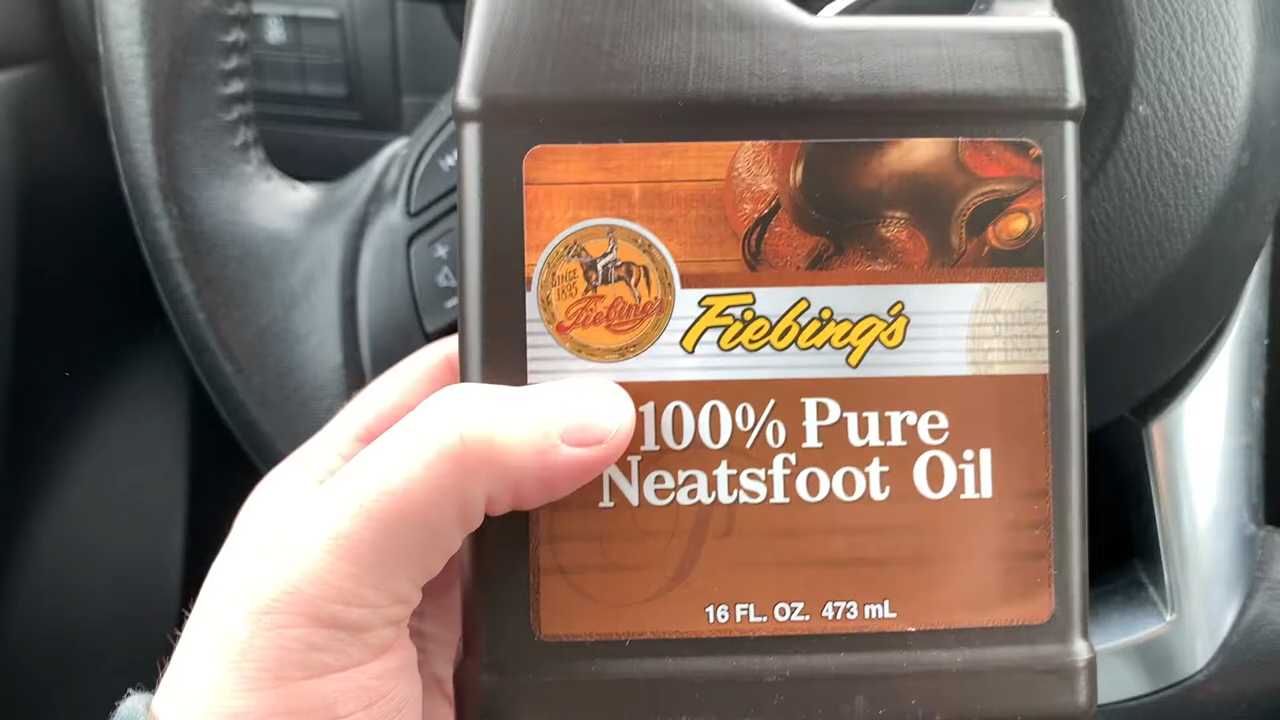 SINCE
1895
Fiebing's
Fiebing's
100% Pure
Neatsfoot Oil
16 FL. OZ. 473 mL